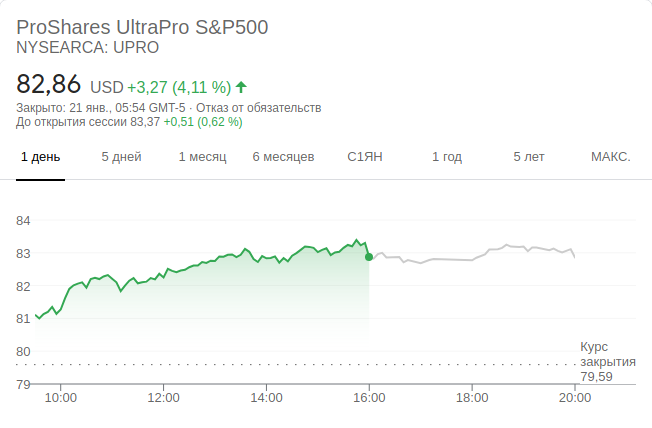 ProShares UltraPro S&P500
NYSEARCA: UPRO
82,86 USD +3,27 (4,11 %)
Закрыто: 21 янв., 05:54 GMT-5 · Отказ от обязательств
До открытия сессии 83,37 +0,51 (0,62 %)
1 день 5 дней 1 месяц 6 месяцев С1ЯН 1 год 5 лет МАКС.
84
83
82
81
80
79
Курс
закрытия
79,59
10:00 12:00 14:00 16:00 18:00 20:00